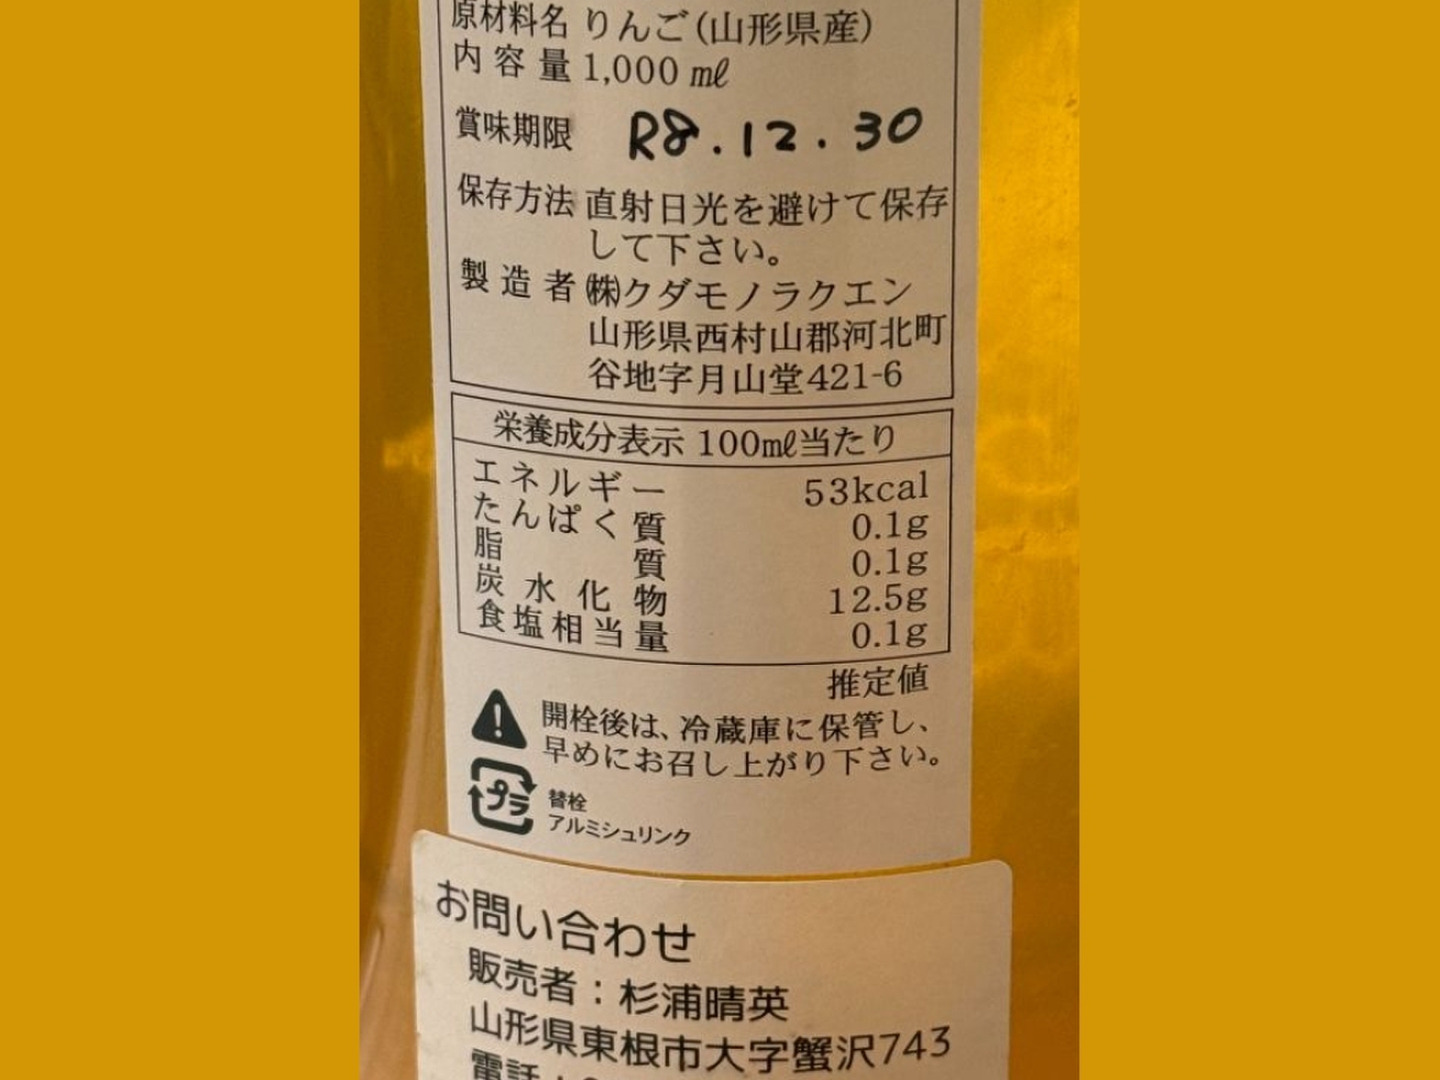 原材料名 りんご(山形県産)
内容量 1,000 ㎖
賞味期限 R8.12.30
保存方法 直射日光を避けて保存
して下さい。
製造者 ㈱クダモノラクエン
山形県西村山郡河北町
谷地字月山堂421-6
栄養成分表示 100㎖当たり
エネルギー 53kcal
たんぱく質 0.1g
脂質 0.1g
炭水化物 12.5g
食塩相当量 0.1g
推定値
開栓後は、冷蔵庫に保管し、
早めにお召し上がり下さい。
プラ
替栓
アルミシュリンク
お問い合わせ
販売者：杉浦晴英
山形県東根市大字蟹沢743
電話